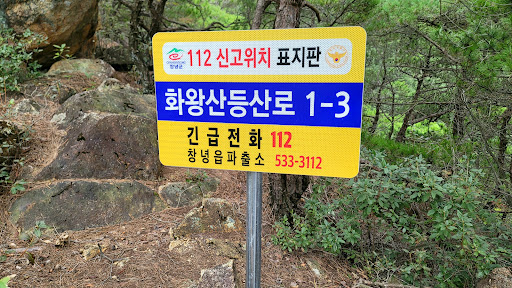 112 신고위치 표지판
화왕산등산로 1-3
긴급전화 112
창녕읍파출소 533-3112